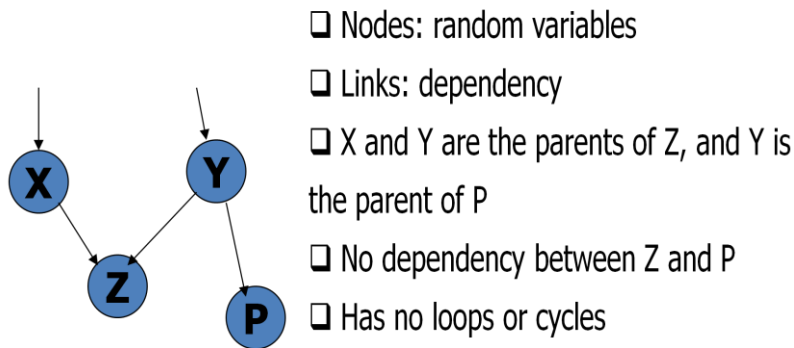 ❑ Nodes: random variables
❑ Links: dependency
❑ X and Y are the parents of Z, and Y is
the parent of P
❑ No dependency between Z and P
❑ Has no loops or cycles
X
Y
Z
P